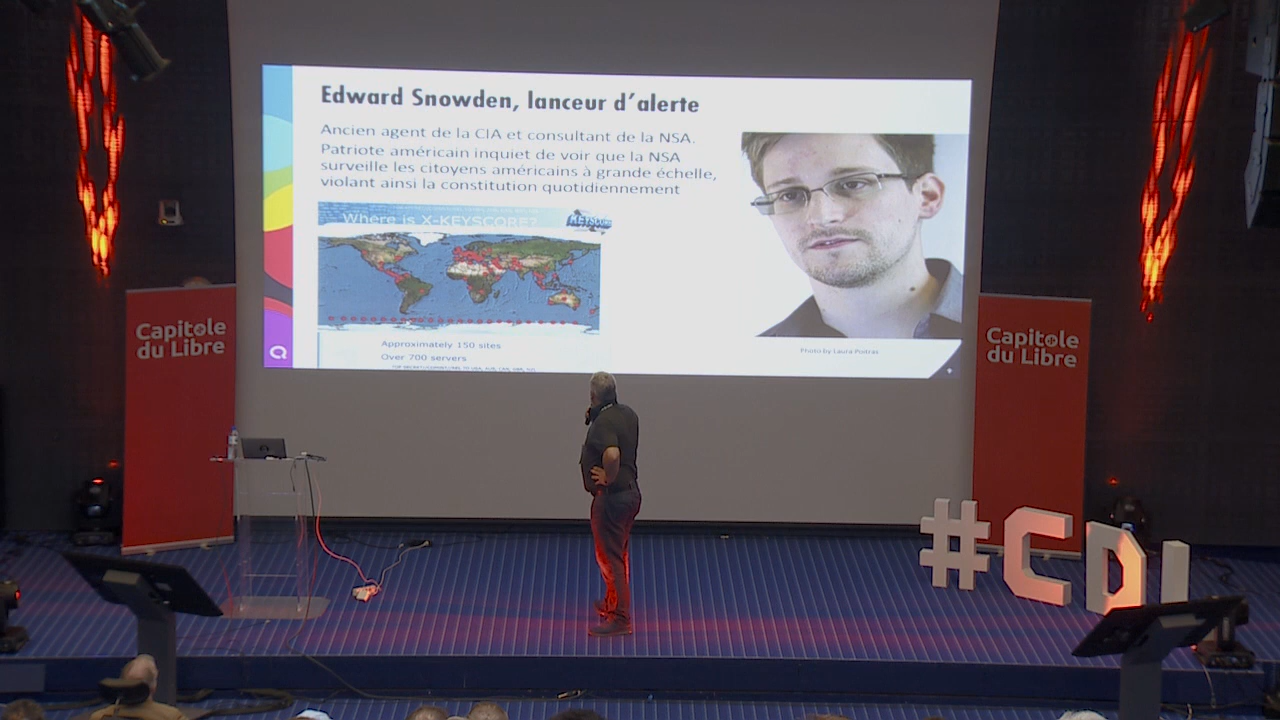 Edward Snowden, lanceur d'alerte
Ancien agent de la CIA et consultant de la NSA.
Patriote américain inquiet de voir que la NSA
surveille les citoyens américains à grande échelle,
violant ainsi la constitution quotidiennement
Where is X-KEYSCORE?
Approximately 150 sites
Over 700 servers
Photo by Laura Poitras
Capitole
du Libre
Capitole
du Libre
#CDL